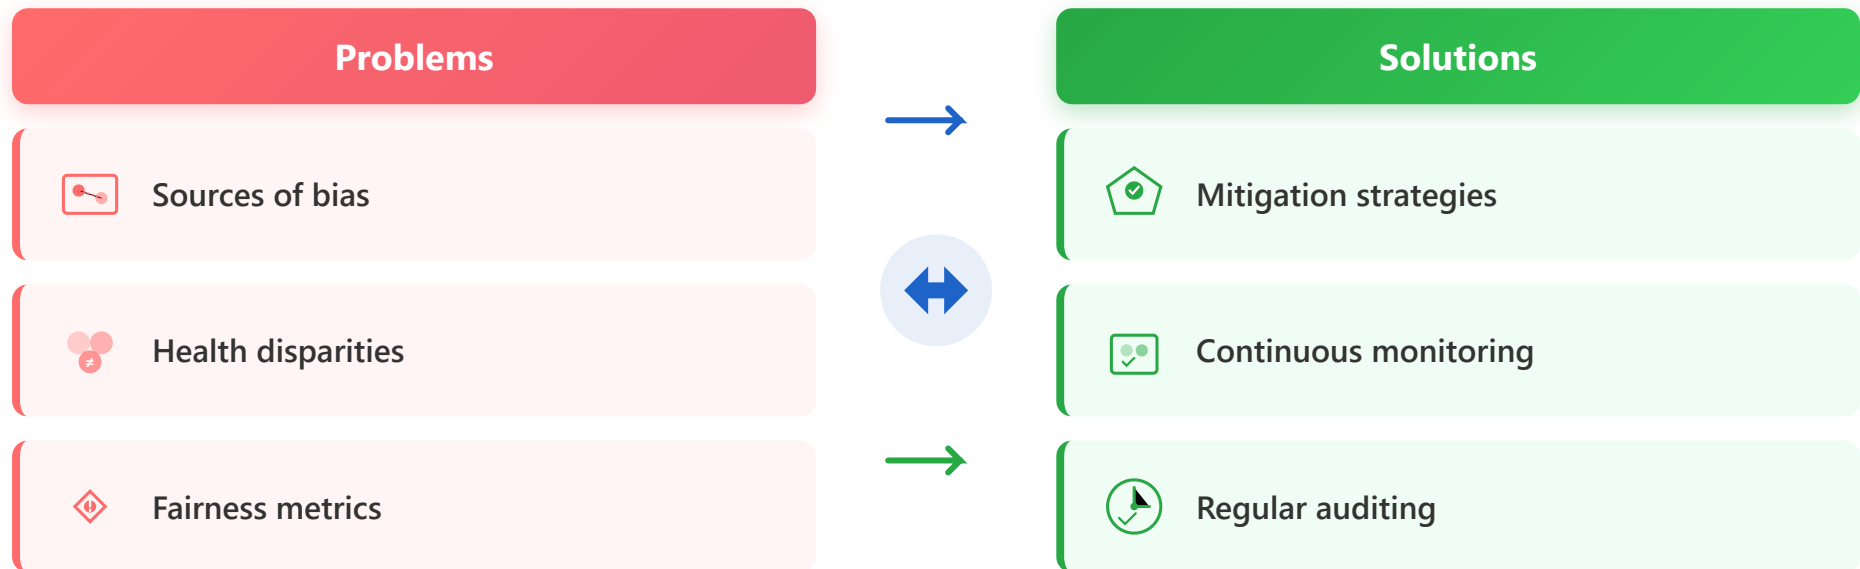 Problems
Sources of bias
Health disparities
≠
Fairness metrics
Solutions
Mitigation strategies
Continuous monitoring
Regular auditing